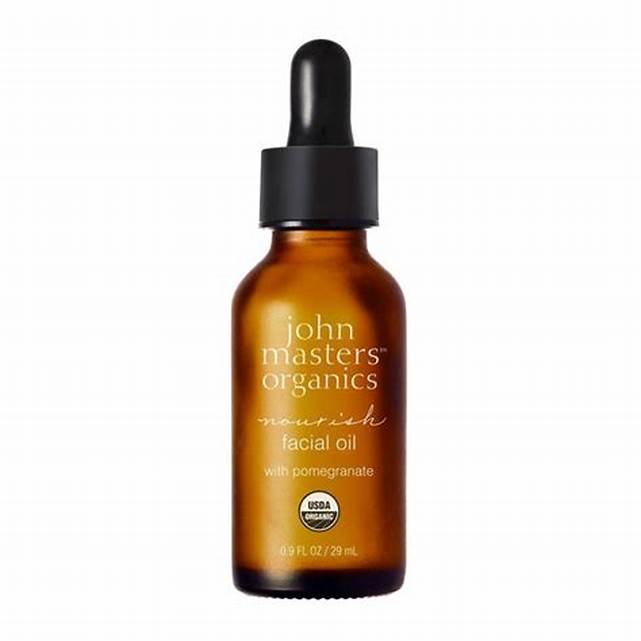 john
masters™
organics
nourish
facial oil
with pomegranate
USDA
ORGANIC
0.9 FL OZ / 29 mL